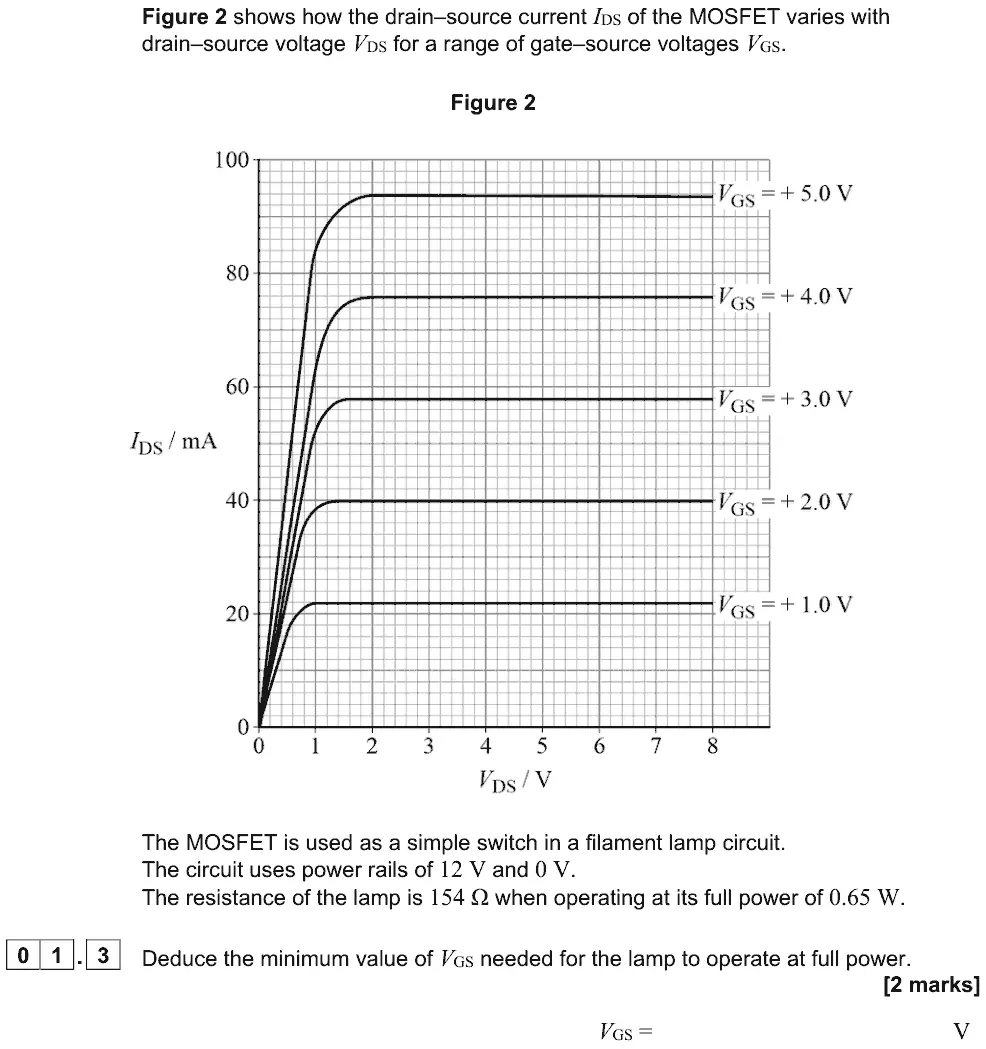 Figure 2 shows how the drain–source current IDS of the MOSFET varies with
drain–source voltage VDS for a range of gate–source voltages VGS.
Figure 2
100
80
60
40
20
0
IDS / mA
VGS = + 5.0 V
VGS = + 4.0 V
VGS = + 3.0 V
VGS = + 2.0 V
VGS = + 1.0 V
0 1 2 3 4 5 6 7 8
VDS / V
The MOSFET is used as a simple switch in a filament lamp circuit.
The circuit uses power rails of 12 V and 0 V.
The resistance of the lamp is 154 Ω when operating at its full power of 0.65 W.
0 1 . 3 Deduce the minimum value of VGS needed for the lamp to operate at full power.
[2 marks]
VGS = V